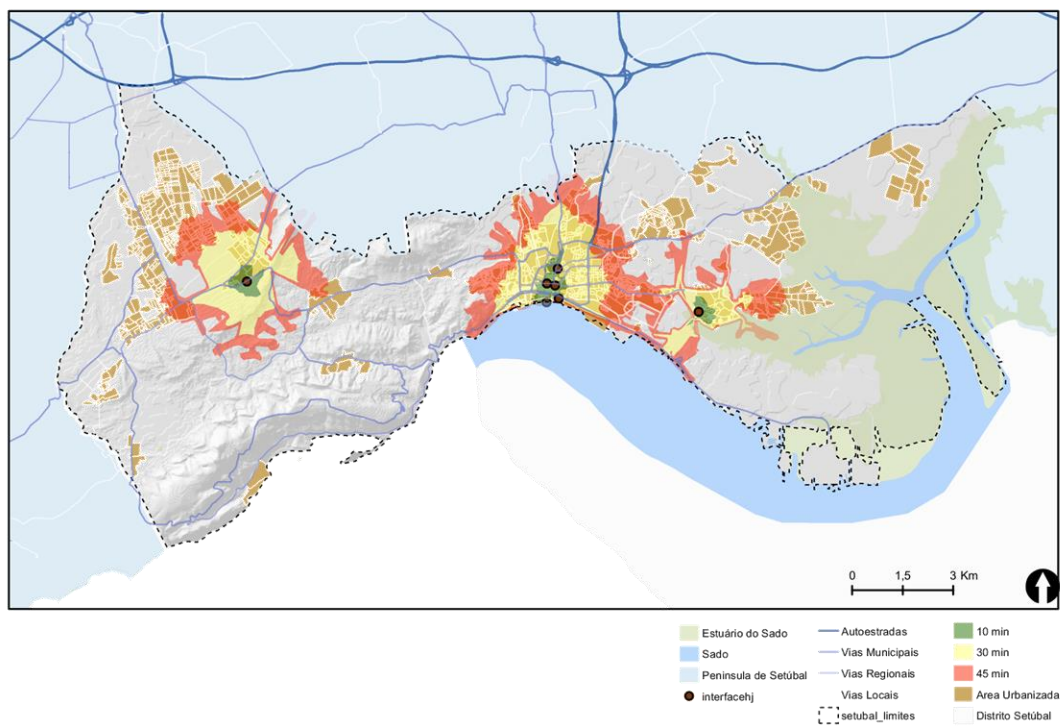 0 1,5 3 Km
Estuário do Sado
Sado
Peninsula de Setúbal
interfacehj
Autoestradas
Vias Municipais
Vias Regionais
Vias Locais
setubal_limites
10 min
30 min
45 min
Area Urbanizada
Distrito Setúbal